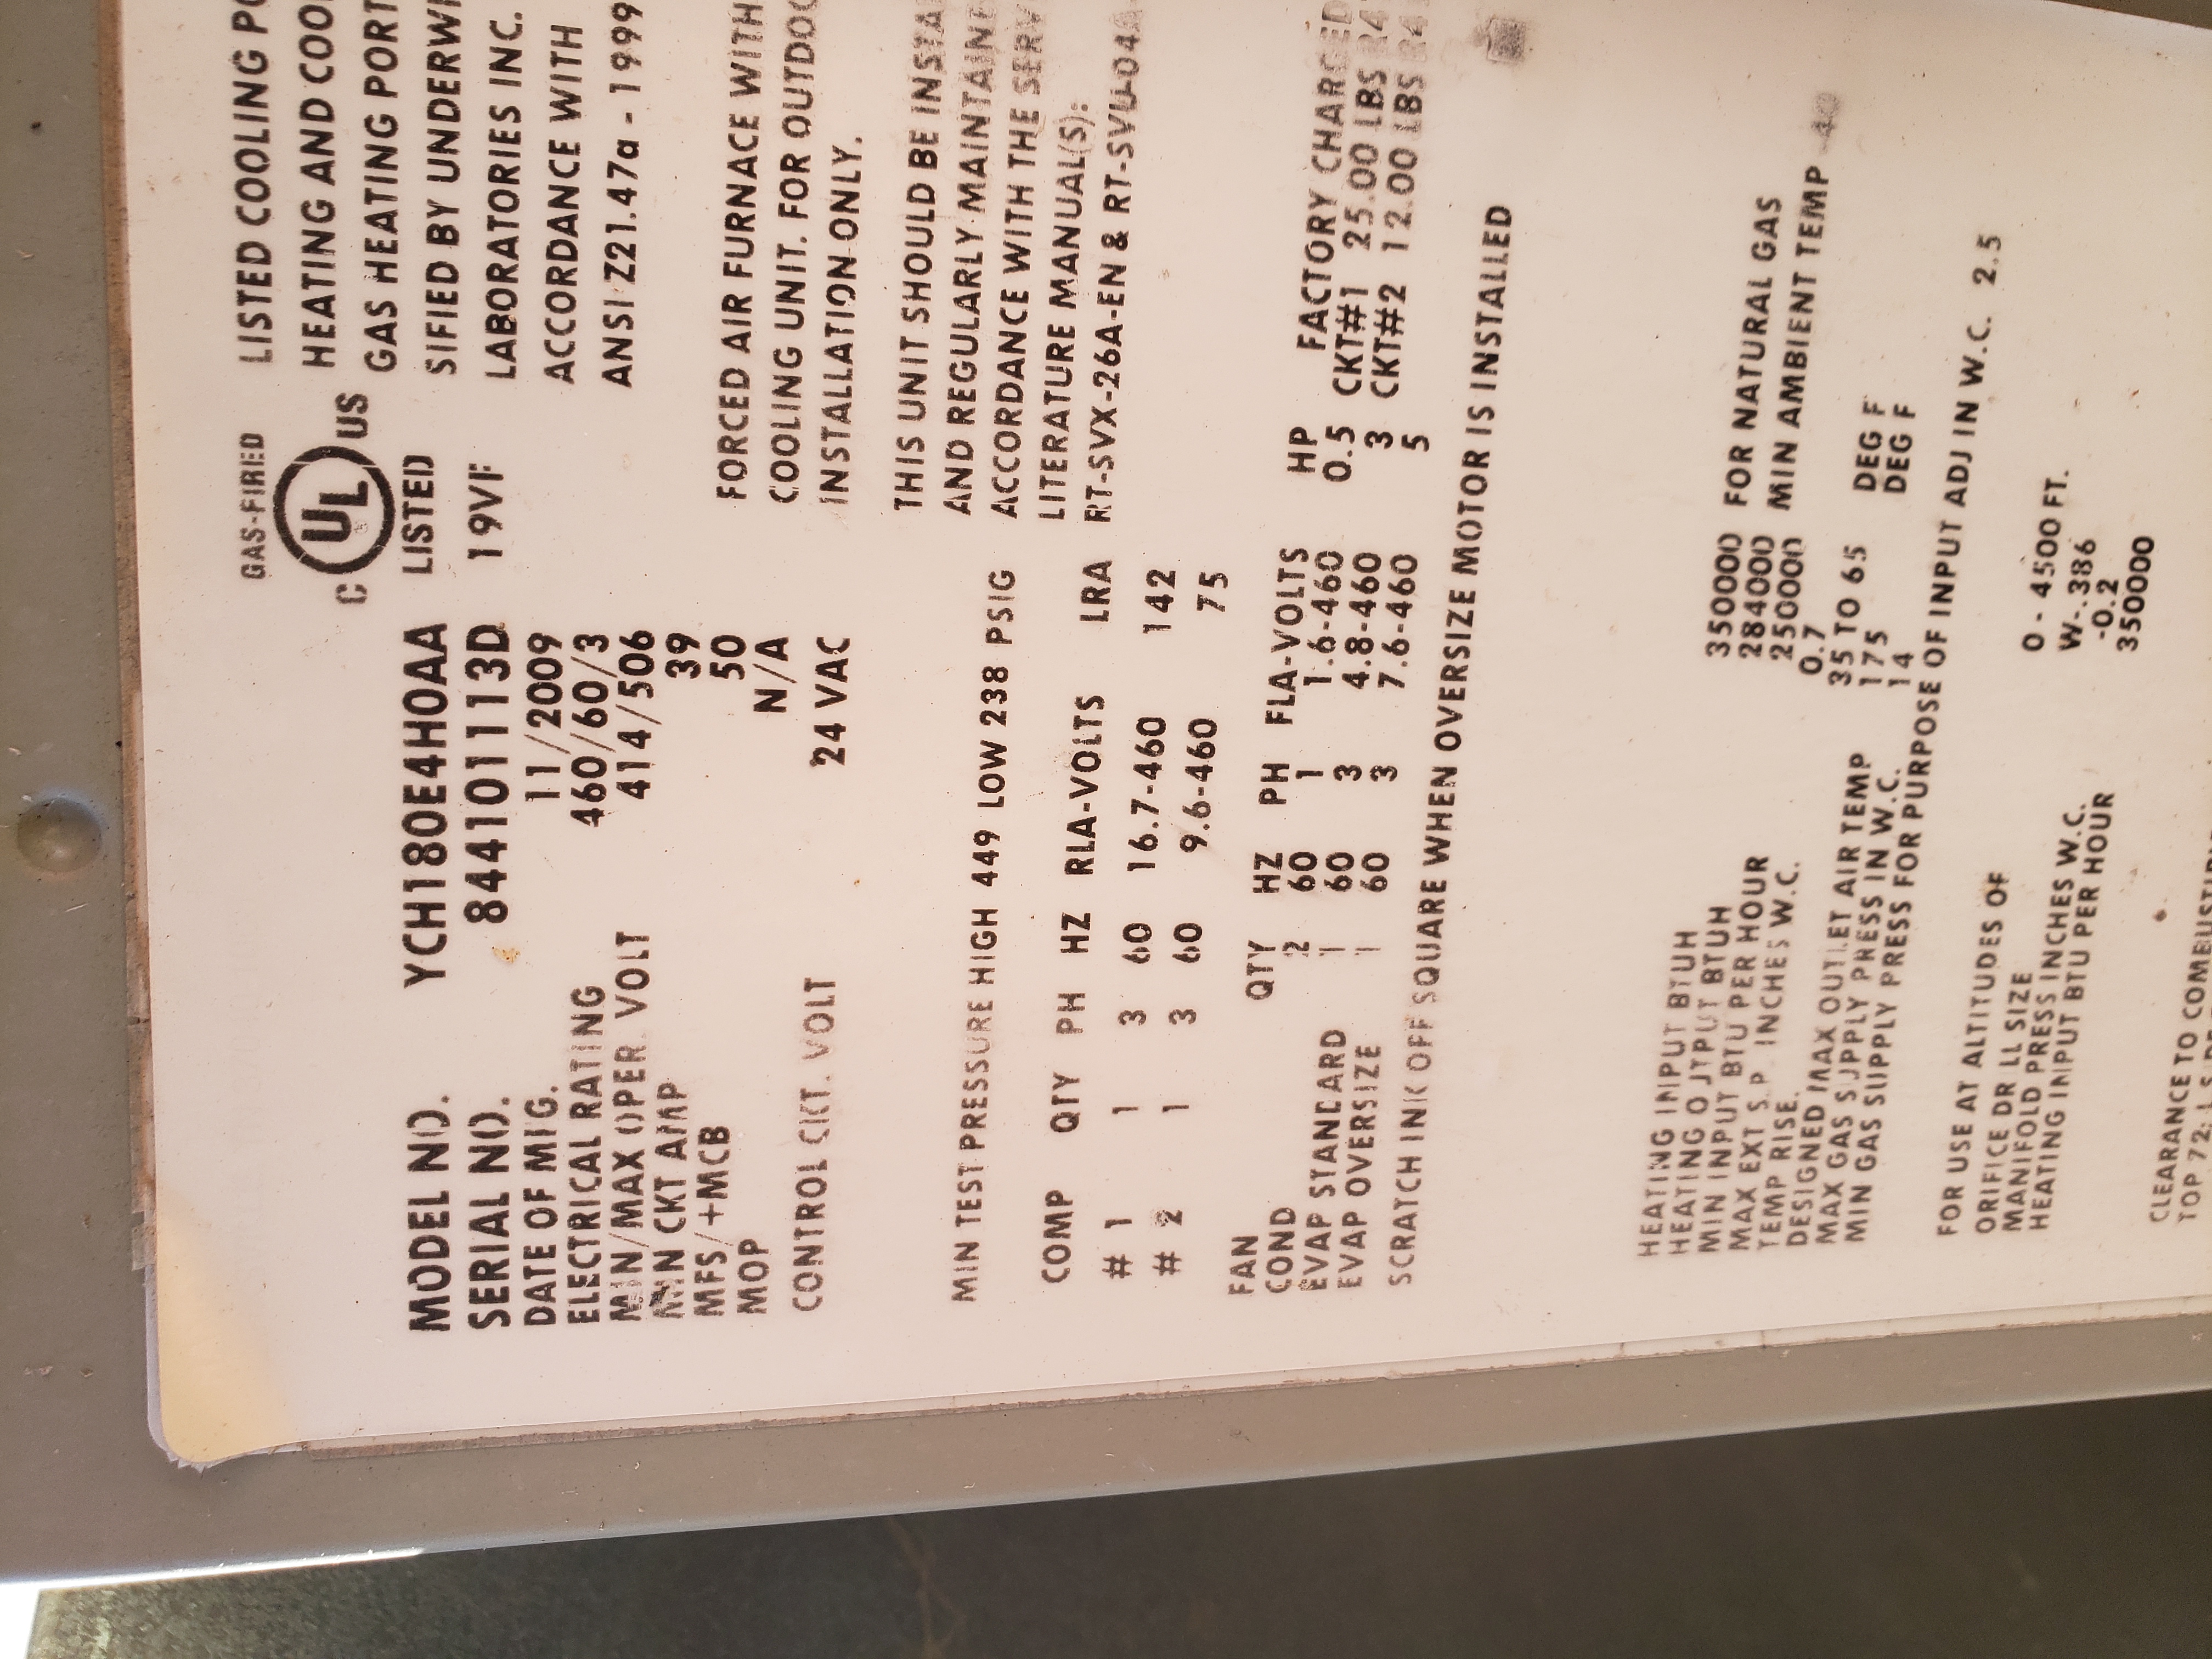 MODEL NO. YCH180E4H0AA
SERIAL NO. 844101113D
DATE OF MFG. 11/2009
ELECTRICAL RATING 460/60/3
MIN/MAX OPER. VOLT 414/506
MIN CKT AMP 39
MFS/+MCB 50
MOP N/A
CONTROL CKT. VOLT 24 VAC
GAS-FIRED
C UL US
LISTED
19VF
LISTED COOLING
HEATING AND
GAS HEATING
SIFIED BY
LABORATORIES INC.
ACCORDANCE WITH
ANSI Z21.47a - 1999
FORCED AIR FURNACE WITH
COOLING UNIT. FOR
INSTALLATION ONLY.
THIS UNIT SHOULD BE
AND REGULARLY
ACCORDANCE WITH THE
LITERATURE MANUAL(S):
RT-SVX-26A-EN &
MIN TEST PRESSURE HIGH 449 LOW 238 PSIG
COMP QTY PH HZ RLA-VOLTS LRA
# 1 1 3 60 16.7-460 142
# 2 1 3 60 9.6-460 75
FAN QTY HZ PH FLA-VOLTS HP
COND 2 60 1 1.6-460 0.5
EVAP STANDARD 1 60 3 4.8-460 3
EVAP OVERSIZE 1 60 3 7.6-460 5
FACTORY CHARGED
CKT#1 25.00 LBS
CKT#2 12.00 LBS
SCRATCH INK OFF SQUARE WHEN OVERSIZE MOTOR IS INSTALLED
HEATING INPUT BTUH 350000 FOR NATURAL GAS
HEATING OUTPUT BTUH 284000 MIN AMBIENT TEMP -40
MIN INPUT BTU PER HOUR 250000
MAX EXT S.P. INCHES W.C. 0.7
TEMP RISE. 35 TO 65 DEG F
DESIGNED MAX OUTLET AIR TEMP 175 DEG F
MAX GAS SUPPLY PRESS IN W.C. 14
MIN GAS SUPPLY PRESS FOR PURPOSE OF INPUT ADJ IN W.C. 2.5
FOR USE AT ALTITUDES OF 0 - 4500 FT.
ORIFICE DRILL SIZE W-.386
MANIFOLD PRESS INCHES W.C. -0.2
HEATING INPUT BTU PER HOUR 350000
CLEARANCE TO
TOP 72;